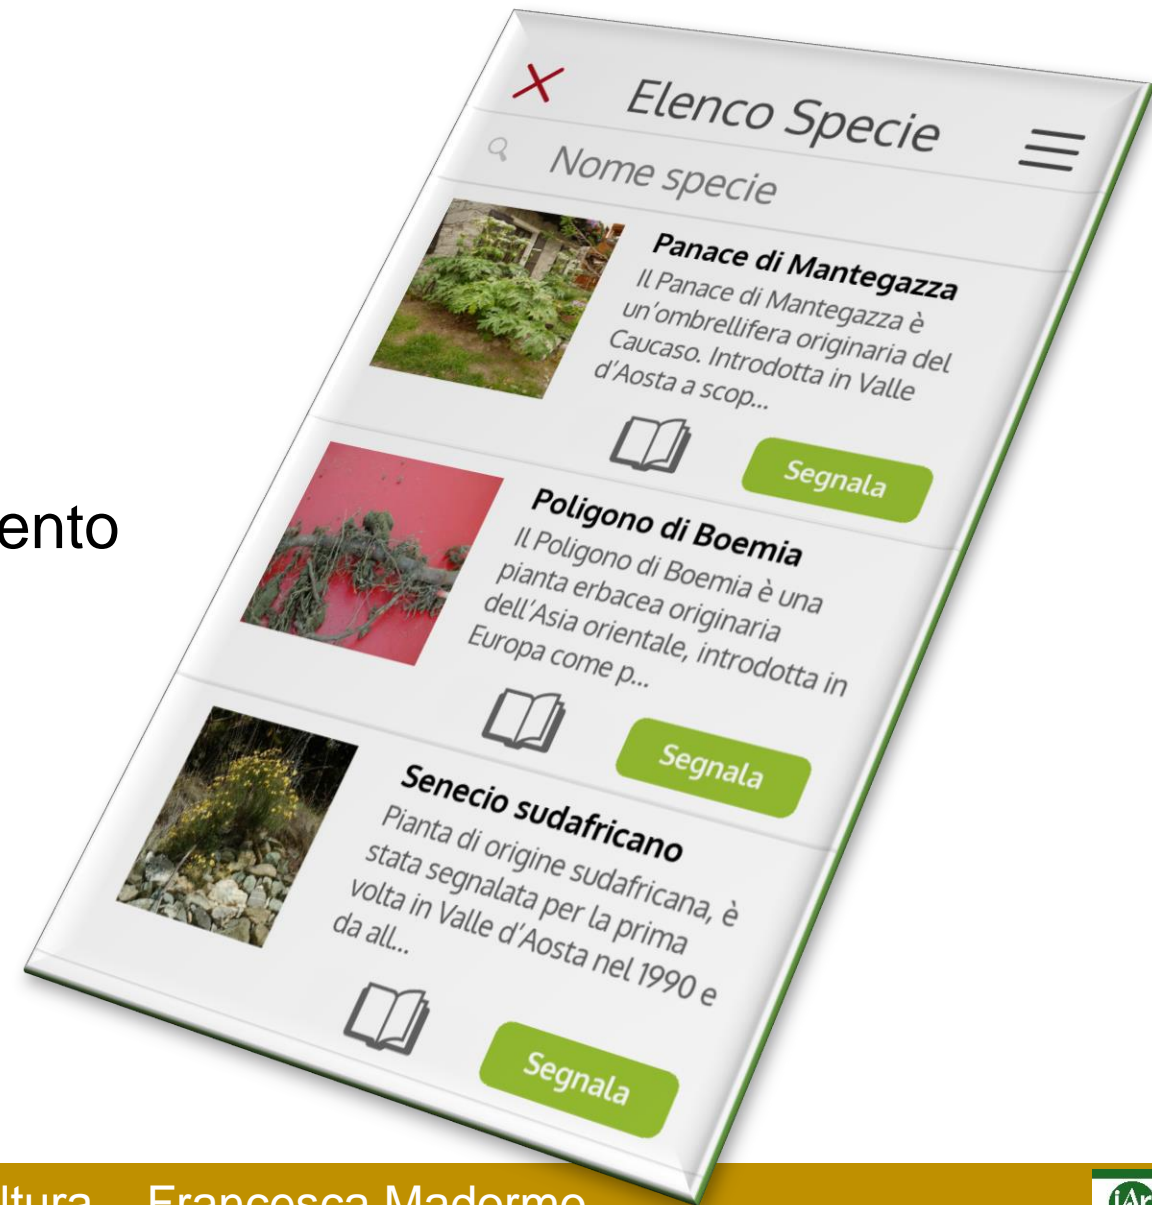 Elenco Specie
Nome specie
Panace di Mantegazza
Il Panace di Mantegazza è
un'ombrellifera originaria del
Caucaso. Introdotta in Valle
d'Aosta a scop...
Segnala
ento
Poligono di Boemia
Il Poligono di Boemia è una
pianta erbacea originaria
dell'Asia orientale, introdotta in
Europa come p...
Segnala
Senecio sudafricano
Pianta di origine sudafricana, è
stata segnalata per la prima
volta in Valle d'Aosta nel 1990 e
da all...
Segnala